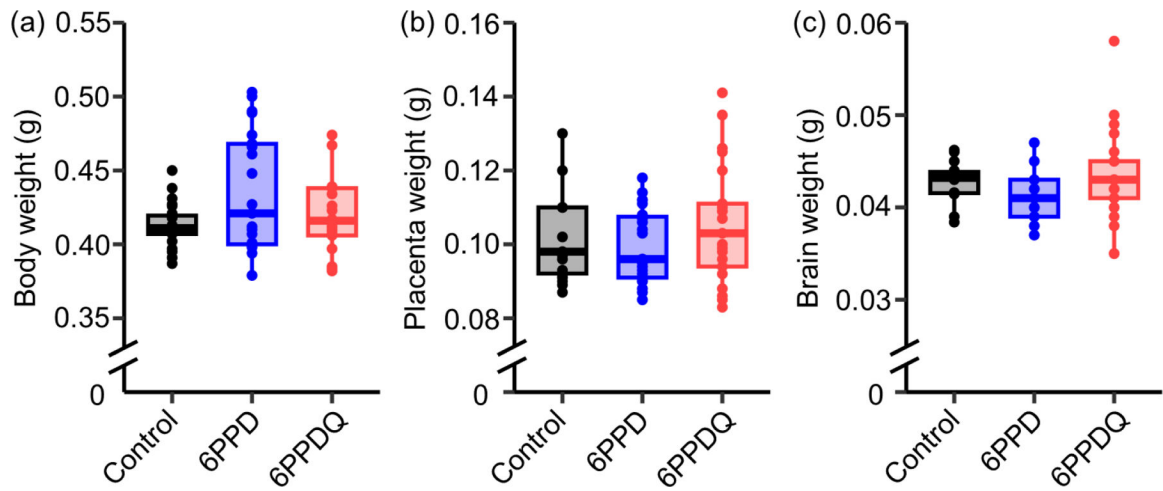 (a)
Body weight (g)
0.55
0.50
0.45
0.40
0.35
0
Control
6PPD
6PPDQ
(b)
Placenta weight (g)
0.16
0.14
0.12
0.10
0.08
0
Control
6PPD
6PPDQ
(c)
Brain weight (g)
0.06
0.05
0.04
0.03
0
Control
6PPD
6PPDQ